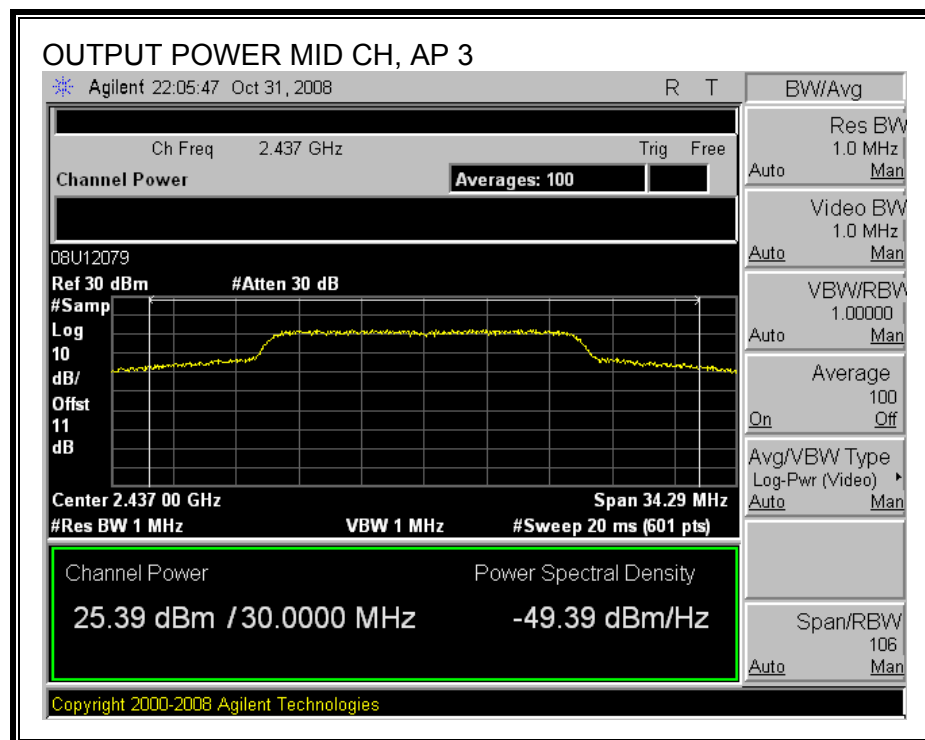 OUTPUT POWER MID CH, AP 3
Agilent 22:05:47 Oct 31, 2008 R T
BW/Avg
Ch Freq 2.437 GHz Trig Free
Channel Power Averages: 100
08U12079
Ref 30 dBm #Atten 30 dB
#Samp
Log
10
dB/
Offst
11
dB
Center 2.437 00 GHz Span 34.29 MHz
#Res BW 1 MHz VBW 1 MHz #Sweep 20 ms (601 pts)
Channel Power Power Spectral Density
25.39 dBm / 30.0000 MHz -49.39 dBm/Hz
Res BW
1.0 MHz
Auto Man
Video BW
1.0 MHz
Auto Man
VBW/RBW
1.00000
Auto Man
Average
100
On Off
Avg/VBW Type
Log-Pwr (Video)
Auto Man
Span/RBW
106
Auto Man
Copyright 2000-2008 Agilent Technologies